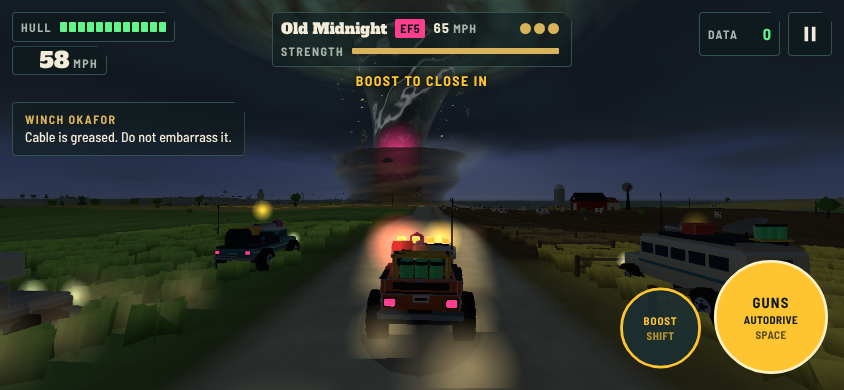 HULL
58 MPH
Old Midnight EF5 65 MPH
STRENGTH
BOOST TO CLOSE IN
DATA 0
WINCH OKAFOR
Cable is greased. Do not embarrass it.
BOOST
SHIFT
GUNS
AUTODRIVE
SPACE